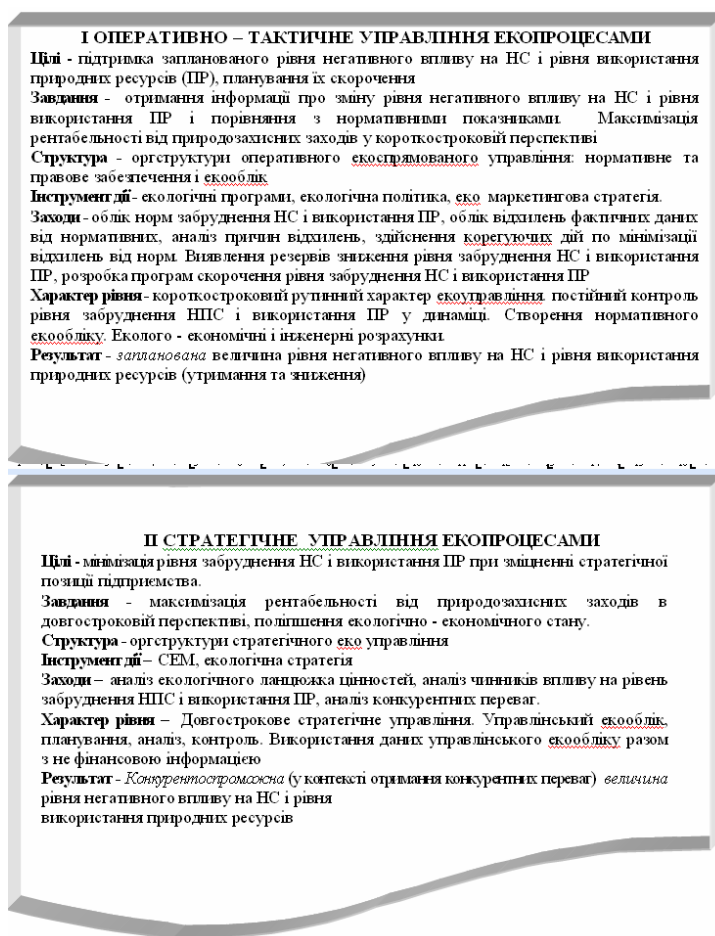 І ОПЕРАТИВНО – ТАКТИЧНЕ УПРАВЛІННЯ ЕКОПРОЦЕСАМИ
Цілі - підтримка запланованого рівня негативного впливу на НС і рівня використання
природних ресурсів (ПР), планування їх скорочення
Завдання - отримання інформації про зміну рівня негативного впливу на НС і рівня
використання ПР і порівняння з нормативними показниками. Максимізація
рентабельності від природозахисних заходів у короткостроковій перспективі
Структура - оргструктури оперативного екоспрямованого управління: нормативне та
правове забезпечення і екооблік
Інструмент дії - екологічні програми, екологічна політика, еко маркетингова стратегія.
Заходи - облік норм забруднення НС і використання ПР, облік відхилень фактичних даних
від нормативних, аналіз причин відхилень, здійснення корегуючих дій по мінімізації
відхилень від норм. Виявлення резервів зниження рівня забруднення НС і використання
ПР, розробка програм скорочення рівня забруднення НС і використання ПР
Характер рівня - короткостроковий рутинний характер екоуправління. постійний контроль
рівня забруднення НПС і використання ПР у динаміці. Створення нормативного
екообліку. Еколого - економічні і інженерні розрахунки.
Результат - запланована величина рівня негативного впливу на НС і рівня використання
природних ресурсів (утримання та зниження)
ІІ СТРАТЕГІЧНЕ УПРАВЛІННЯ ЕКОПРОЦЕСАМИ
Цілі - мінімізація рівня забруднення НС і використання ПР при зміцненні стратегічної
позиції підприємства.
Завдання - максимізація рентабельності від природозахисних заходів в
довгостроковій перспективі, поліпшення екологічно - економічного стану.
Структура - оргструктури стратегічного еко управління
Інструмент дії – СЕМ, екологічна стратегія
Заходи – аналіз екологічного ланцюжка цінностей, аналіз чинників впливу на рівень
забруднення НПС і використання ПР, аналіз конкурентних переваг.
Характер рівня – Довгострокове стратегічне управління. Управлінський екооблік,
планування, аналіз, контроль. Використання даних управлінського екообліку разом
з не фінансовою інформацією
Результат - Конкурентоспроможна (у контексті отримання конкурентних переваг) величина
рівня негативного впливу на НС і рівня
використання природних ресурсів